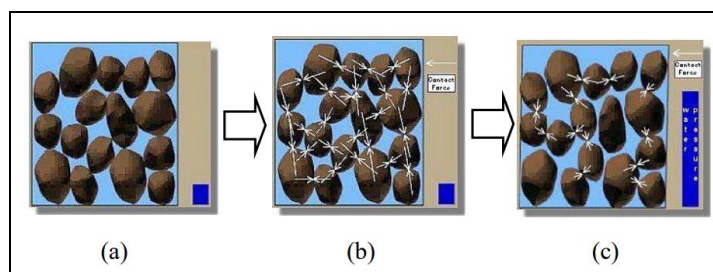 Contact
Force
Contact
Force
water
pressure
(a)
(b)
(c)